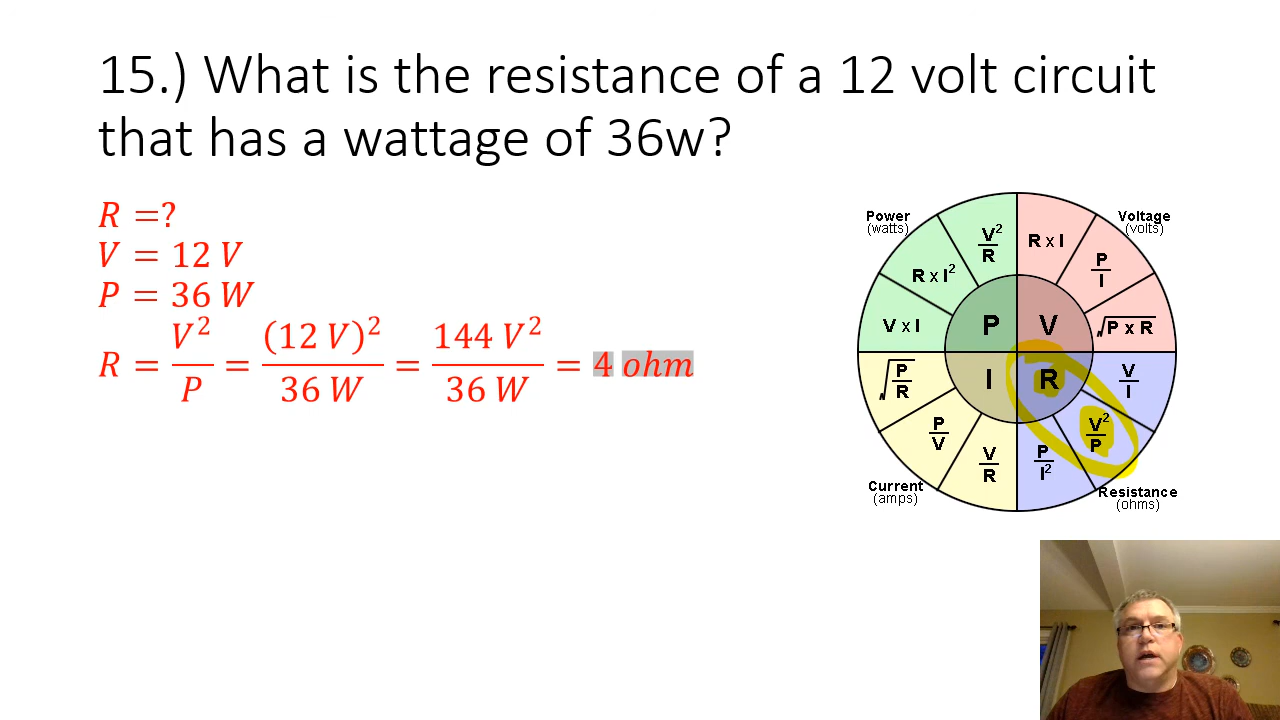 15.) What is the resistance of a 12 volt circuit
that has a wattage of 36w?
R =?
V = 12 V
P = 36 W
R = V²/P = (12 V)²/36 W = 144 V²/36 W = 4 ohm
Power
(watts)
Voltage
(volts)
V²/R
R x I
R x I²
P/I
V x I
√P x R
P
V
I
R
√P/R
V/I
P/V
V²/P
V/R
P/I²
Current
(amps)
Resistance
(ohms)